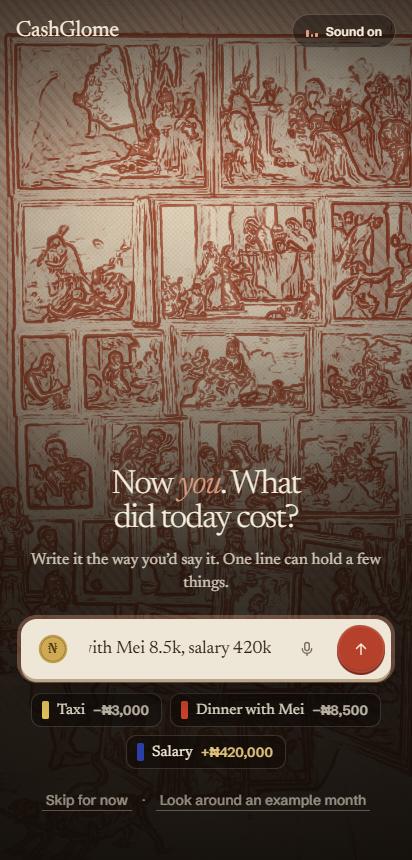 CashGlome
Sound on
Now you. What
did today cost?
Write it the way you'd say it. One line can hold a few
things.
₦ with Mei 8.5k, salary 420k
Taxi −₦3,000 Dinner with Mei −₦8,500
Salary +₦420,000
Skip for now · Look around an example month